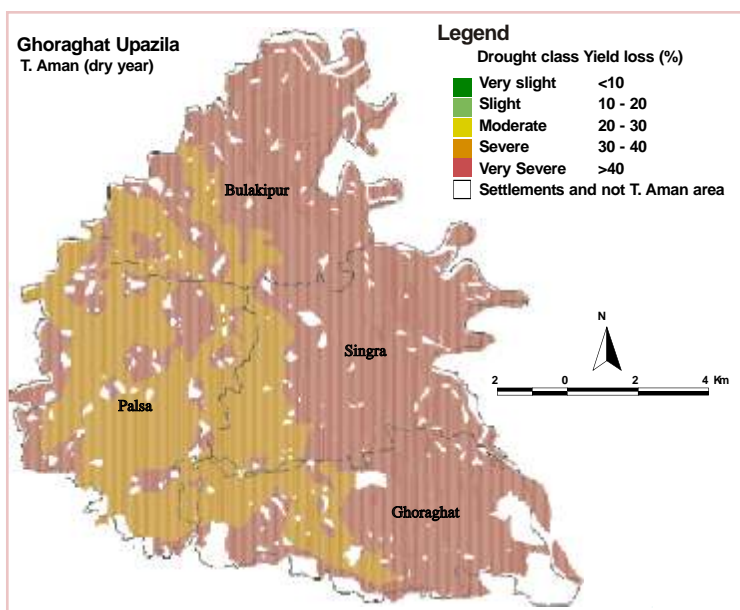 Ghoraghat Upazila
T. Aman (dry year)
Legend
Drought class Yield loss (%)
Very slight <10
Slight 10 - 20
Moderate 20 - 30
Severe 30 - 40
Very Severe >40
Settlements and not T. Aman area
Bulakipur
N
Singra
2 0 2 4 Km
Palsa
Ghoraghat